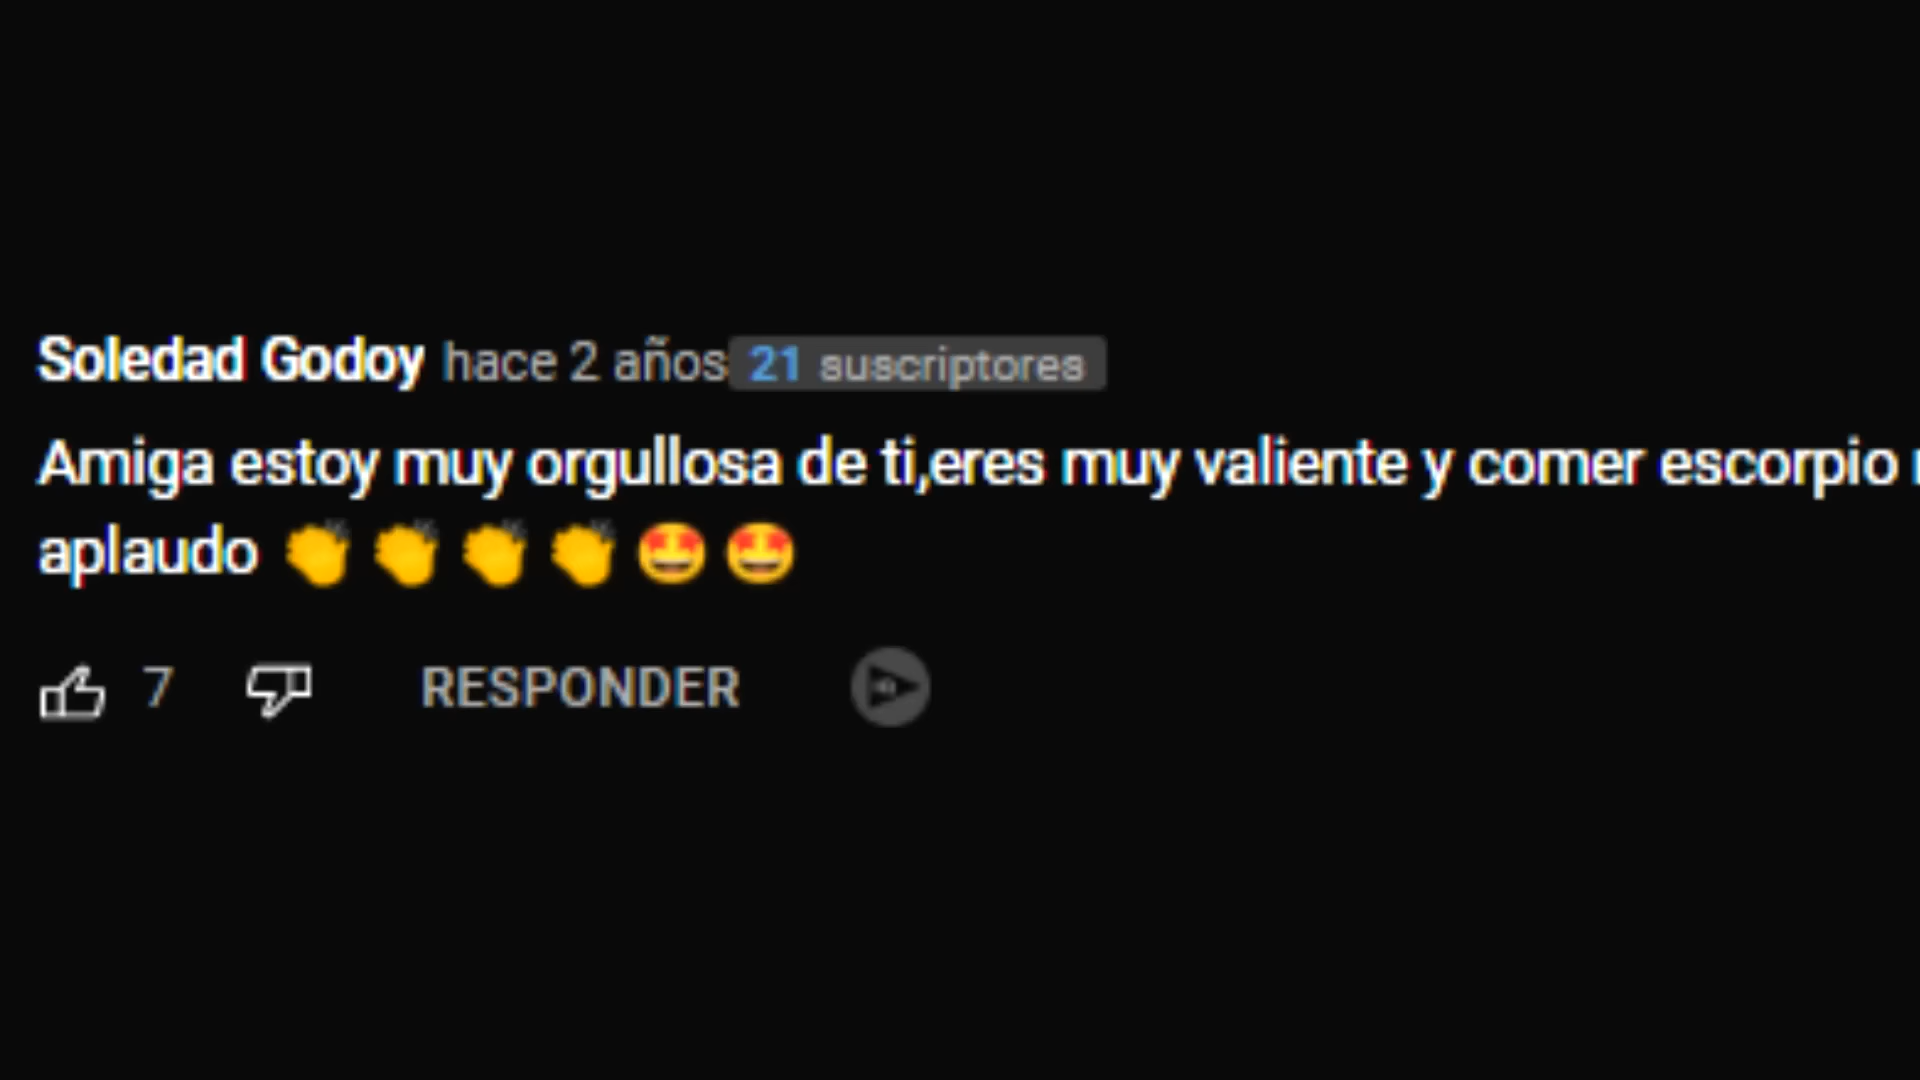 Soledad Godoy hace 2 años 21 suscriptores
Amiga estoy muy orgullosa de ti,eres muy valiente y comer escorpio
aplaudo 👏 👏 👏 👏 🤩 🤩
7 RESPONDER